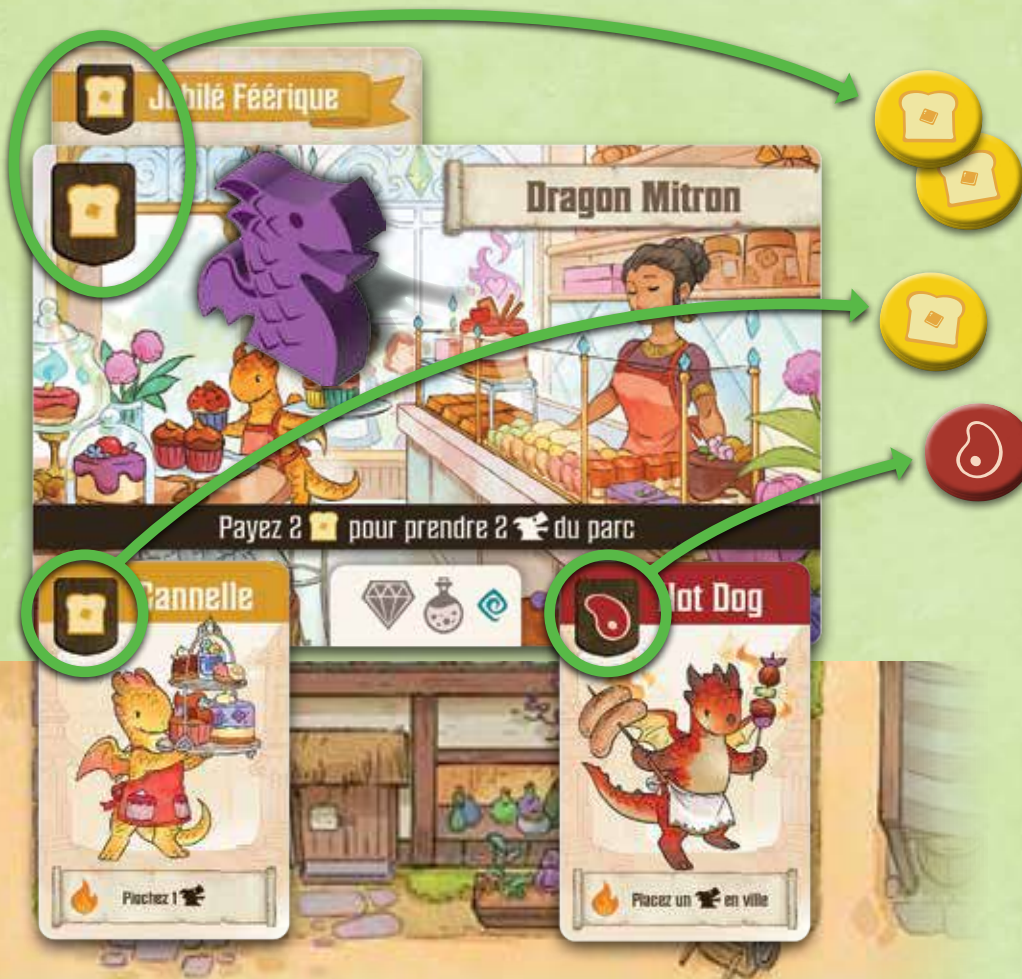 Jubilé Féérique
Dragon Mitron
Payez 2 pour prendre 2 du parc
Cannelle
Hot Dog
Piochez 1
Placez un en ville